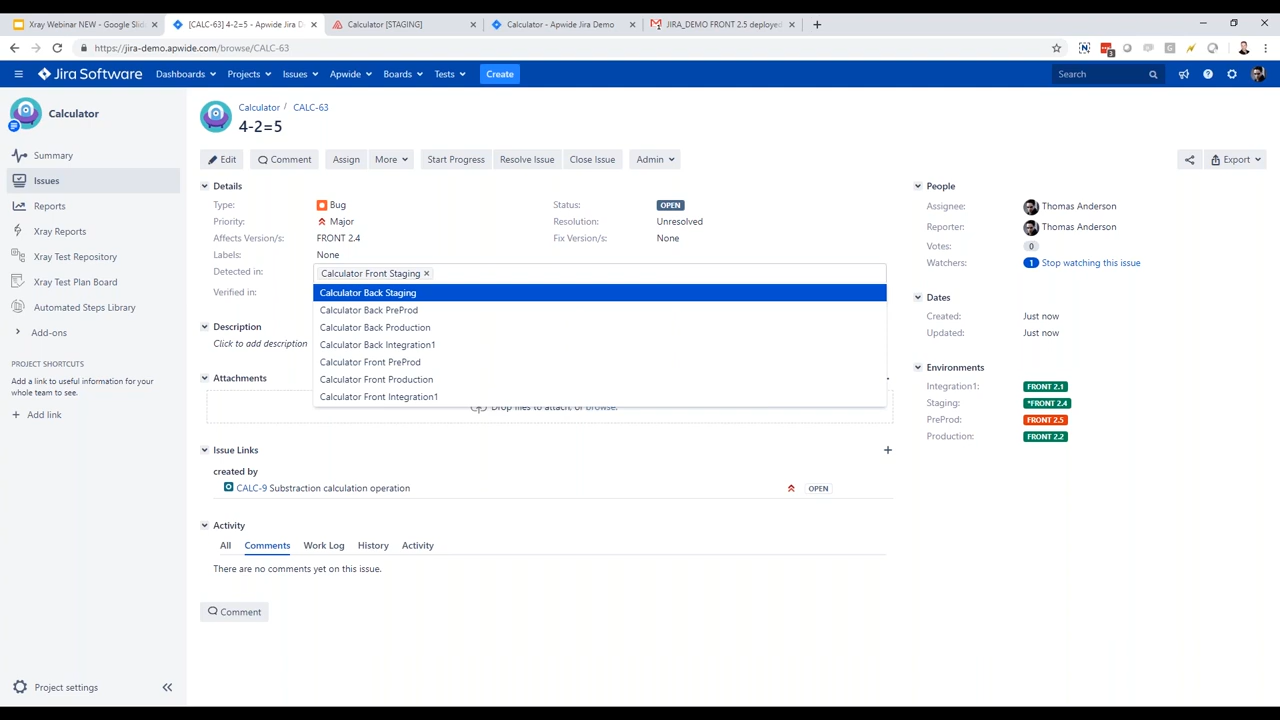 Xray Webinar NEW - Google Slid
[CALC-63] 4-2=5 - Apwide Jira D
Calculator [STAGING]
Calculator - Apwide Jira Demo
JIRA_DEMO FRONT 2.5 deployed
https://jira-demo.apwide.com/browse/CALC-63
3
Jira Software
Dashboards
Projects
Issues
Apwide
Boards
Tests
Create
Search
Calculator
Calculator / CALC-63
4-2=5
Edit
Comment
Assign
More
Start Progress
Resolve Issue
Close Issue
Admin
Export
Summary
Issues
Reports
Xray Reports
Xray Test Repository
Xray Test Plan Board
Automated Steps Library
Add-ons
PROJECT SHORTCUTS
Add a link to useful information for your
whole team to see.
Add link
Project settings
Details
Type: Bug
Status: OPEN
Priority: Major
Resolution: Unresolved
Affects Version/s: FRONT 2.4
Fix Version/s: None
Labels: None
Detected in: Calculator Front Staging
Verified in:
Calculator Back Staging
Calculator Back PreProd
Calculator Back Production
Calculator Back Integration1
Calculator Front PreProd
Calculator Front Production
Calculator Front Integration1
Description
Click to add description
Attachments
Drop files to attach, or browse.
Issue Links
created by
CALC-9 Substraction calculation operation
OPEN
Activity
All
Comments
Work Log
History
Activity
There are no comments yet on this issue.
Comment
People
Assignee: Thomas Anderson
Reporter: Thomas Anderson
Votes: 0
Watchers: 1 Stop watching this issue
Dates
Created: Just now
Updated: Just now
Environments
Integration1: FRONT 2.1
Staging: *FRONT 2.4
PreProd: FRONT 2.5
Production: FRONT 2.2